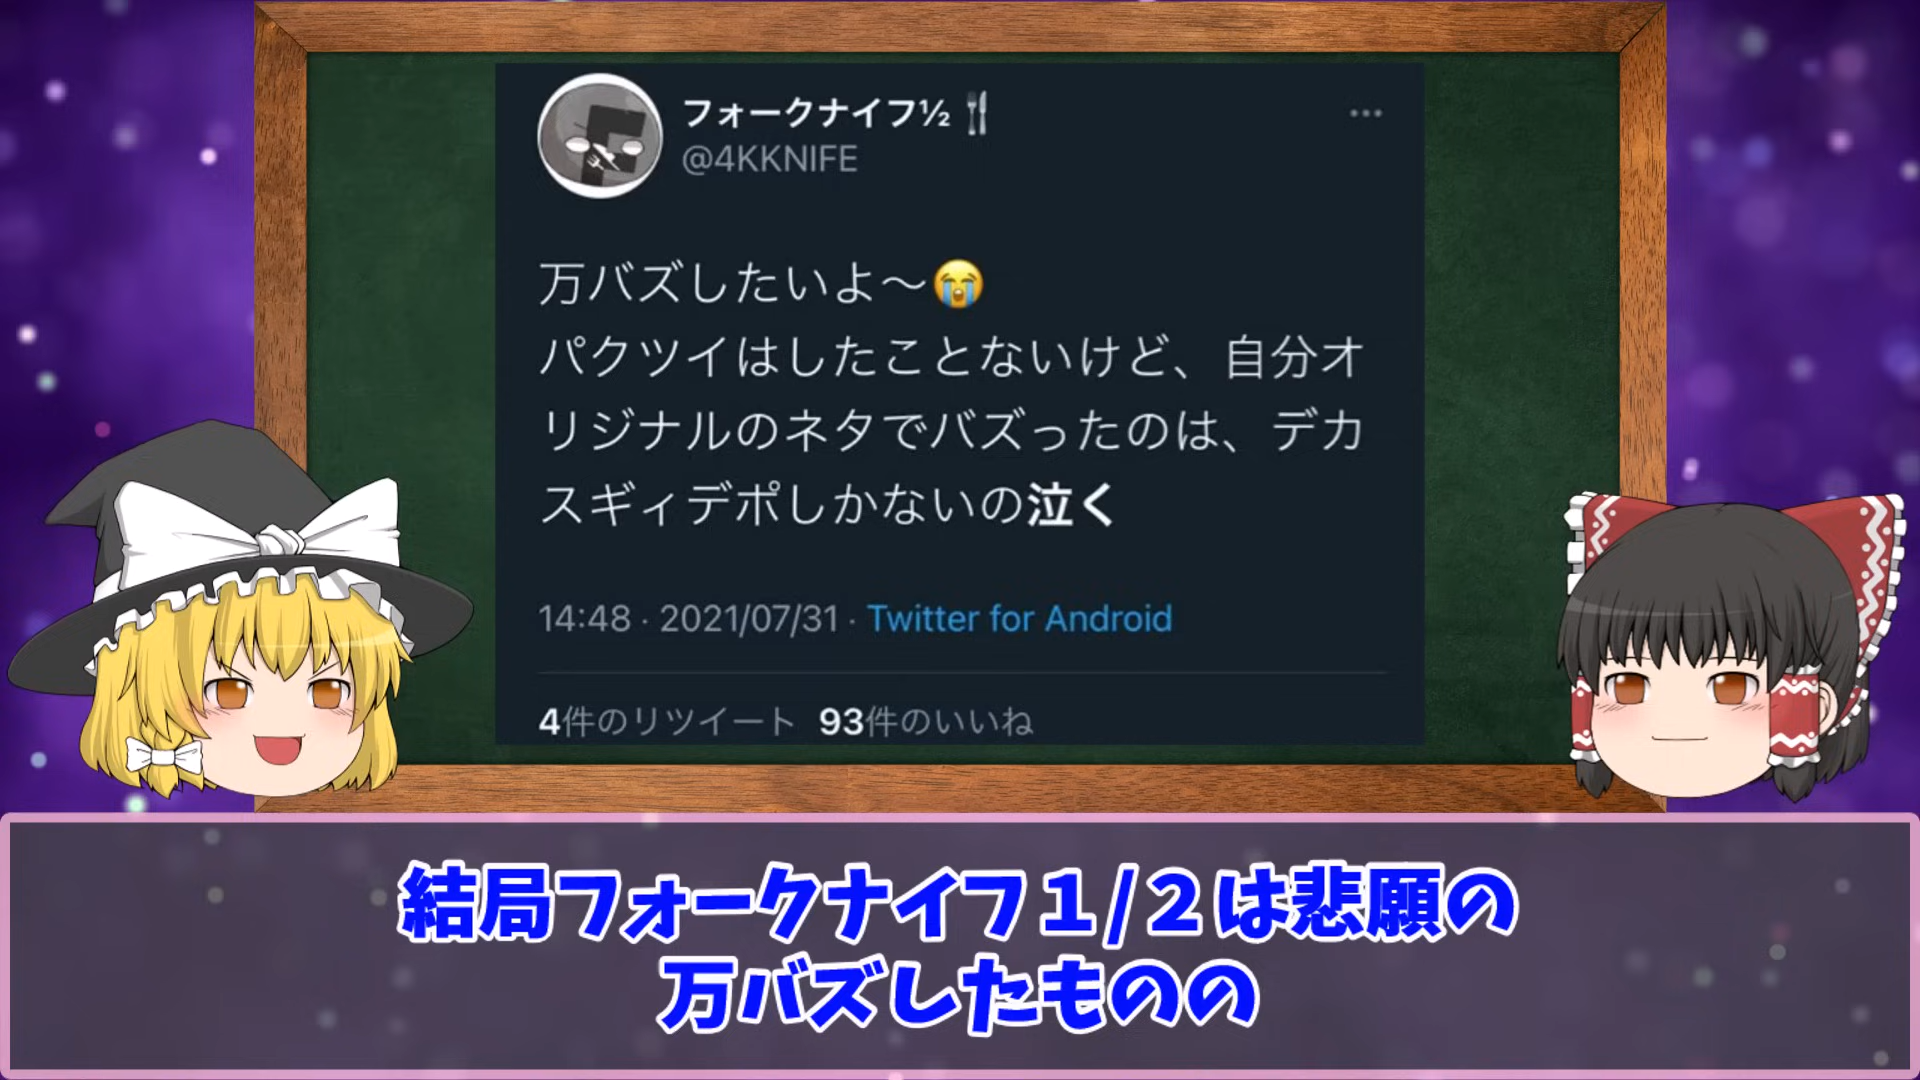 フォークナイフ½🍴
@4KKNIFE
万バズしたいよ〜😭
パクツイはしたことないけど、自分オ
リジナルのネタでバズったのは、デカ
スギィデポしかないの泣く
14:48 · 2021/07/31 · Twitter for Android
4件のリツイート 93件のいいね
結局フォークナイフ１/２は悲願の
万バズしたものの